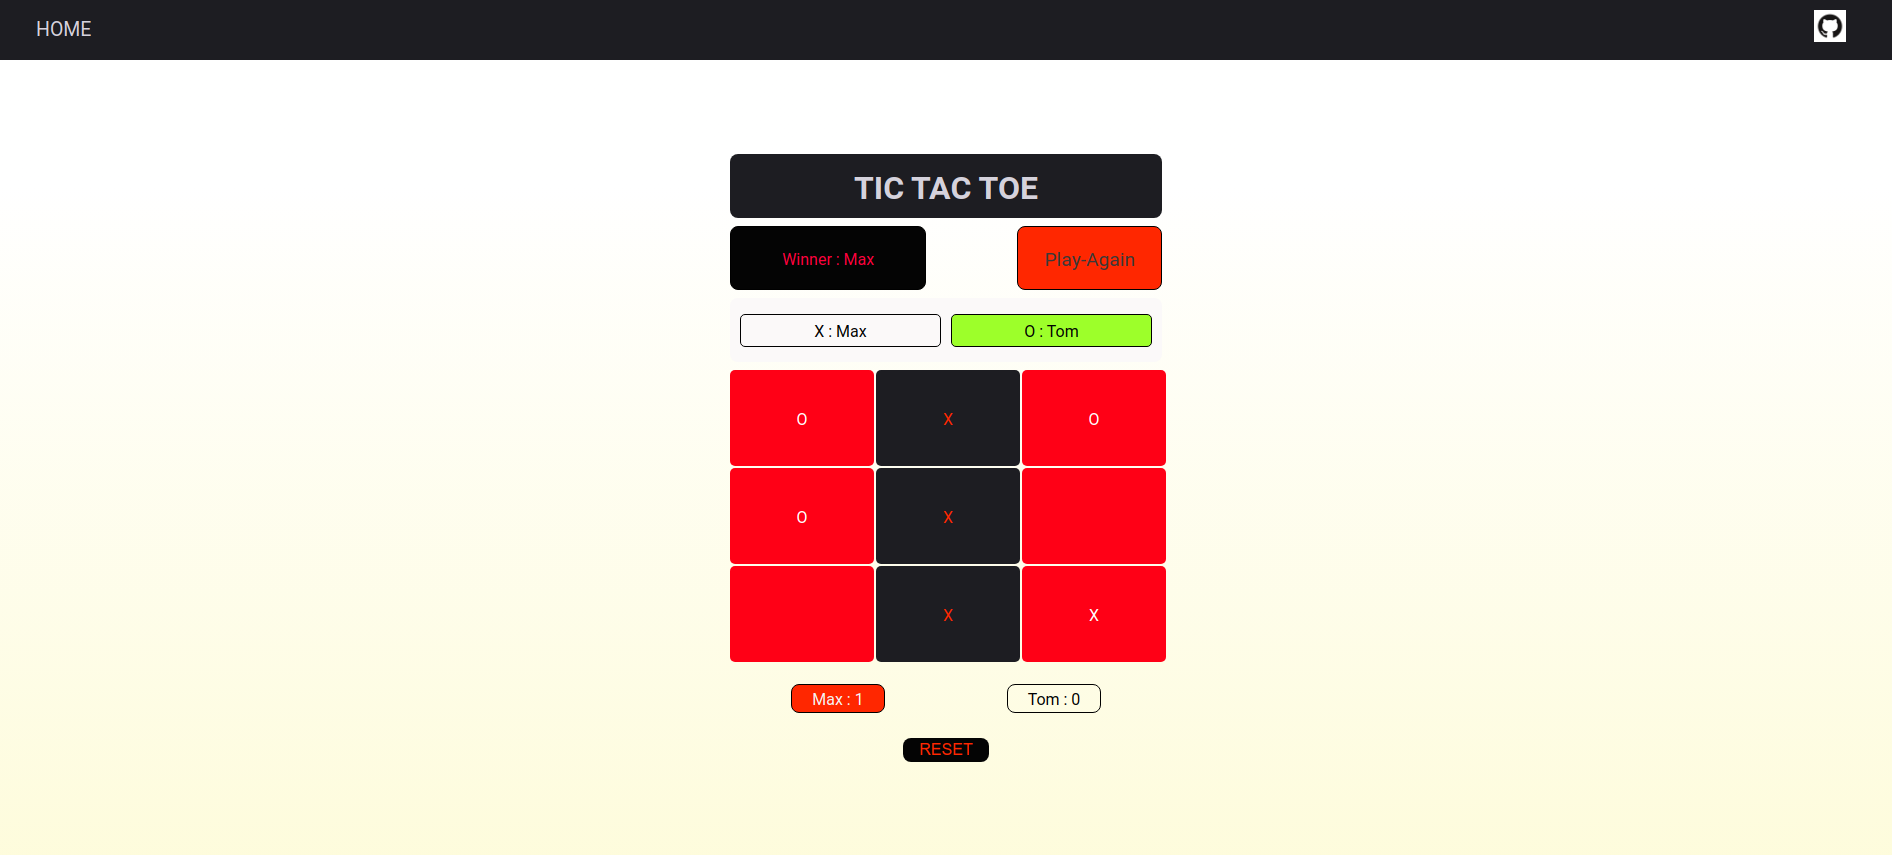 HOME
TIC TAC TOE
Winner : Max
Play-Again
X : Max
O : Tom
O X O
O X
X X
Max : 1
Tom : 0
RESET